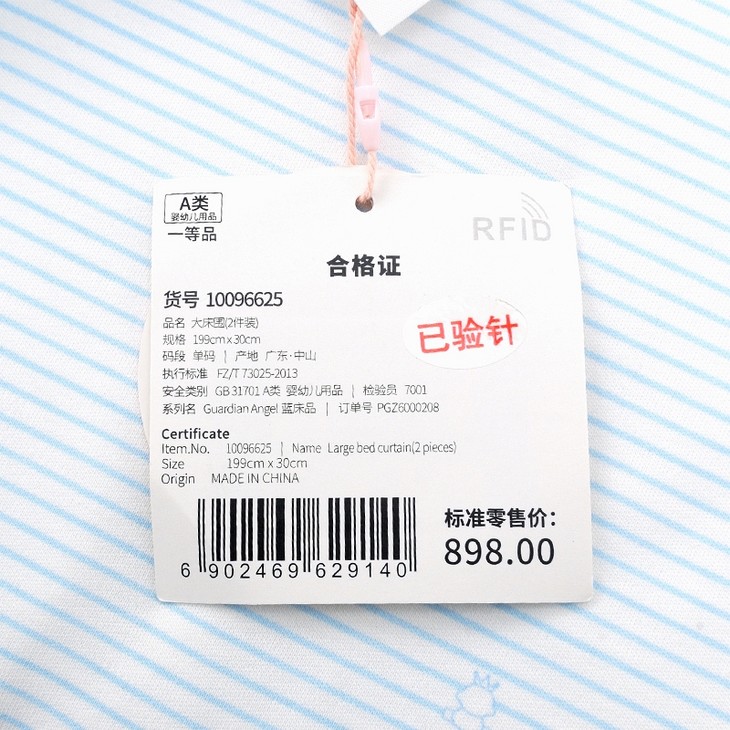 A类
婴幼儿用品
一等品
RFID
合格证
货号 10096625
品名 大床围(2件装)
规格 199cm x 30cm
码段 单码 | 产地 广东·中山
执行标准 FZ/T 73025-2013
安全类别 GB 31701 A类 婴幼儿用品 | 检验员 7001
系列名 Guardian Angel 蓝床品 | 订单号 PGZ6000208
已验针
Certificate
Item.No. 10096625 | Name Large bed curtain(2 pieces)
Size 199cm x 30cm
Origin MADE IN CHINA
标准零售价:
898.00
6 902469 629140